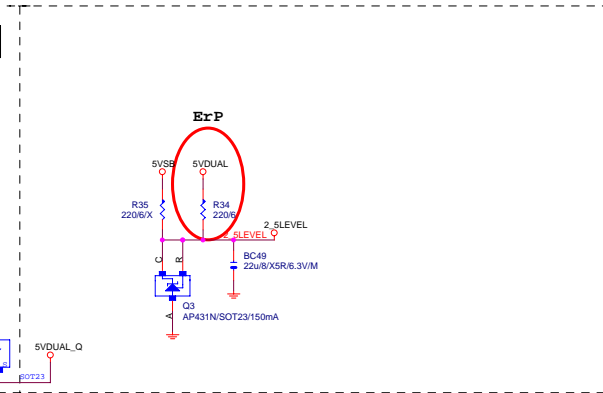 ErP
5VSB
5VDUAL
R35
220/6/X
R34
220/6
2_5LEVEL
2_5LEVEL
BC49
22u/8/X5R/6.3V/M
C
R
A
Q3
AP431N/SOT23/150mA
5VDUAL_Q
S
SOT23